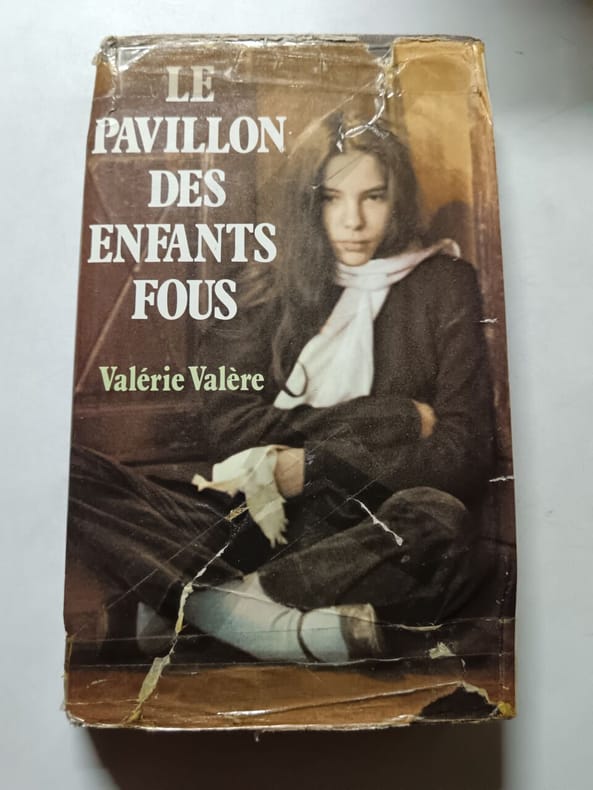 LE
PAVILLON
DES
ENFANTS
FOUS
Valérie Valère